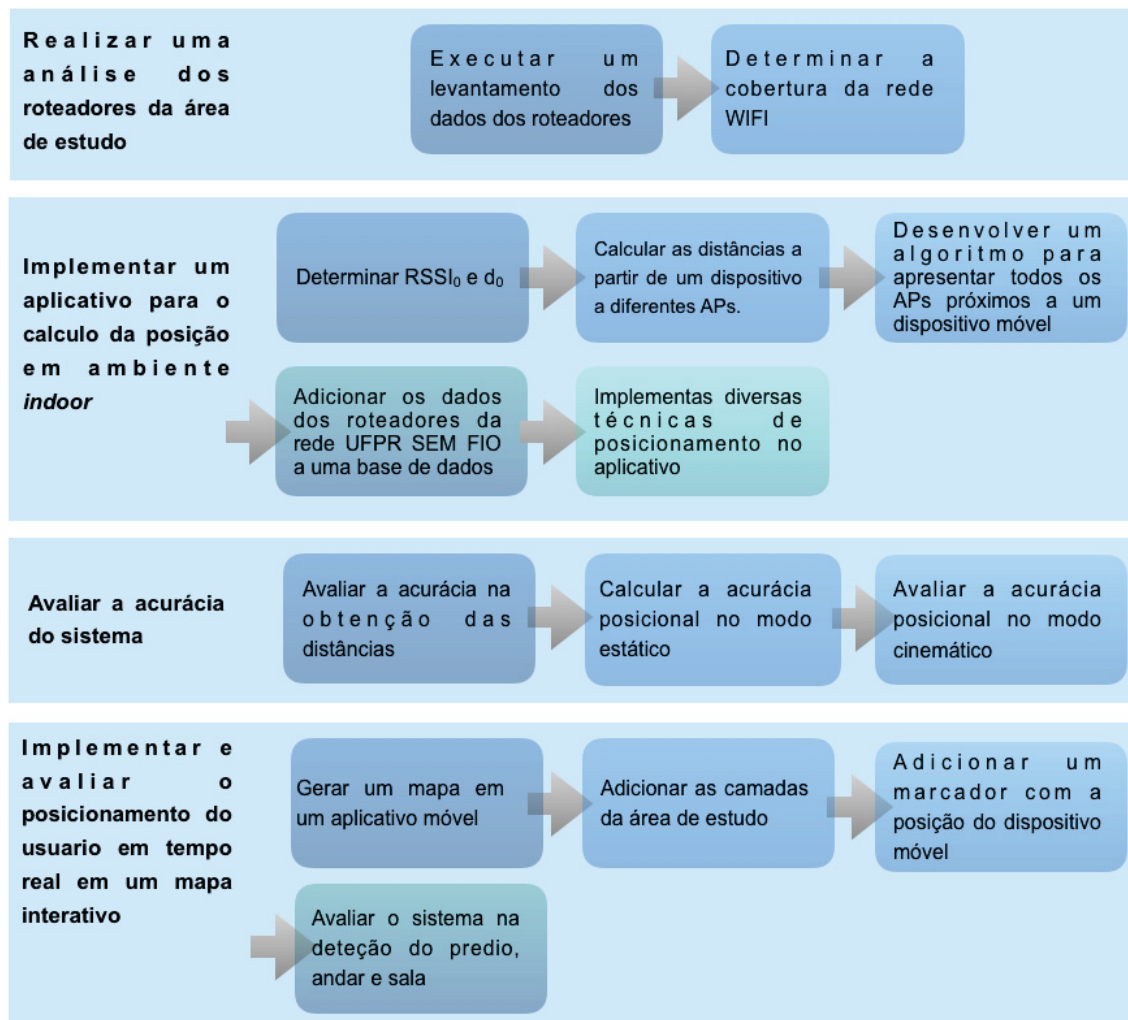 Realizar uma
análise dos
roteadores da área
de estudo
Executar um
levantamento dos
dados dos roteadores
Determinar a
cobertura da rede
WIFI
Implementar um
aplicativo para o
calculo da posição
em ambiente
indoor
Determinar RSSI₀ e d₀
Calcular as distâncias a
partir de um dispositivo
a diferentes APs.
Desenvolver um
algoritmo para
apresentar todos os
APs próximos a um
dispositivo móvel
Adicionar os dados
dos roteadores da
rede UFPR SEM FIO
a uma base de dados
Implementas diversas
técnicas de
posicionamento no
aplicativo
Avaliar a acurácia
do sistema
Avaliar a acurácia na
obtenção das
distâncias
Calcular a acurácia
posicional no modo
estático
Avaliar a acurácia
posicional no modo
cinemático
Implementar e
avaliar o
posicionamento do
usuario em tempo
real em um mapa
interativo
Gerar um mapa em
um aplicativo móvel
Adicionar as camadas
da área de estudo
Adicionar um
marcador com a
posição do dispositivo
móvel
Avaliar o sistema na
deteção do predio,
andar e sala